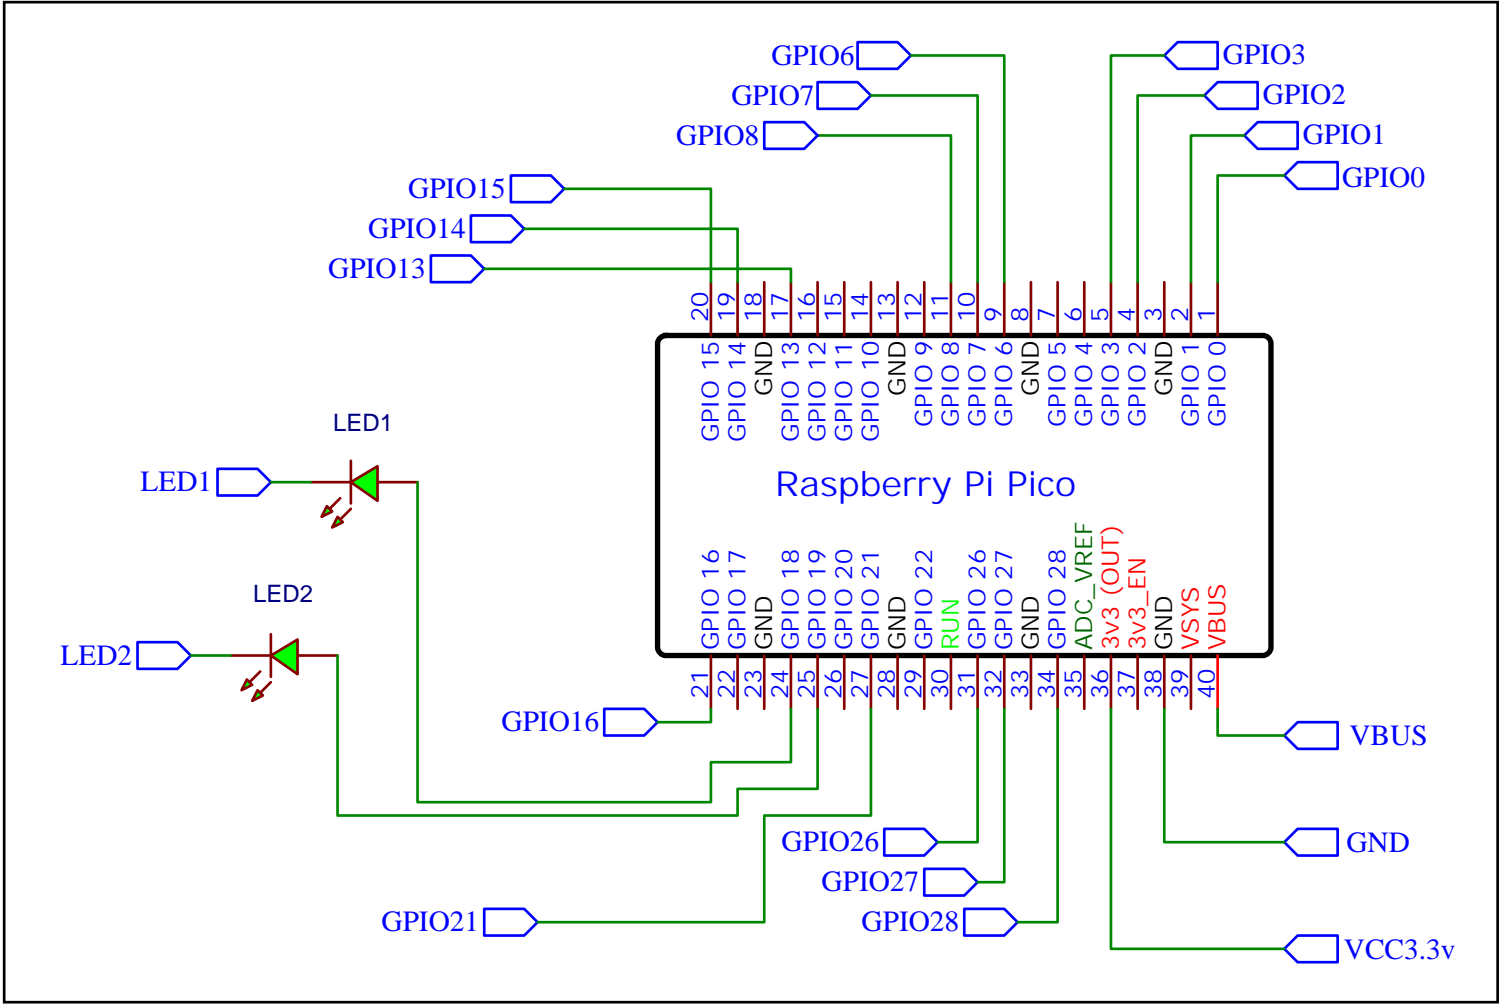 GPIO6
GPIO3
GPIO7
GPIO2
GPIO8
GPIO1
GPIO0
GPIO15
GPIO14
GPIO13
20 19 18 17 16 15 14 13 12 11 10 9 8 7 6 5 4 3 2 1
GPIO 15
GPIO 14
GND
GPIO 13
GPIO 12
GPIO 11
GPIO 10
GND
GPIO 9
GPIO 8
GPIO 7
GPIO 6
GND
GPIO 5
GPIO 4
GPIO 3
GPIO 2
GND
GPIO 1
GPIO 0
LED1
LED1
Raspberry Pi Pico
LED2
LED2
GPIO 16
GPIO 17
GND
GPIO 18
GPIO 19
GPIO 20
GPIO 21
GND
GPIO 22
RUN
GPIO 26
GPIO 27
GND
GPIO 28
ADC_VREF
3v3 (OUT)
3v3_EN
GND
VSYS
VBUS
21 22 23 24 25 26 27 28 29 30 31 32 33 34 35 36 37 38 39 40
GPIO16
VBUS
GPIO26
GND
GPIO27
GPIO21
GPIO28
VCC3.3v